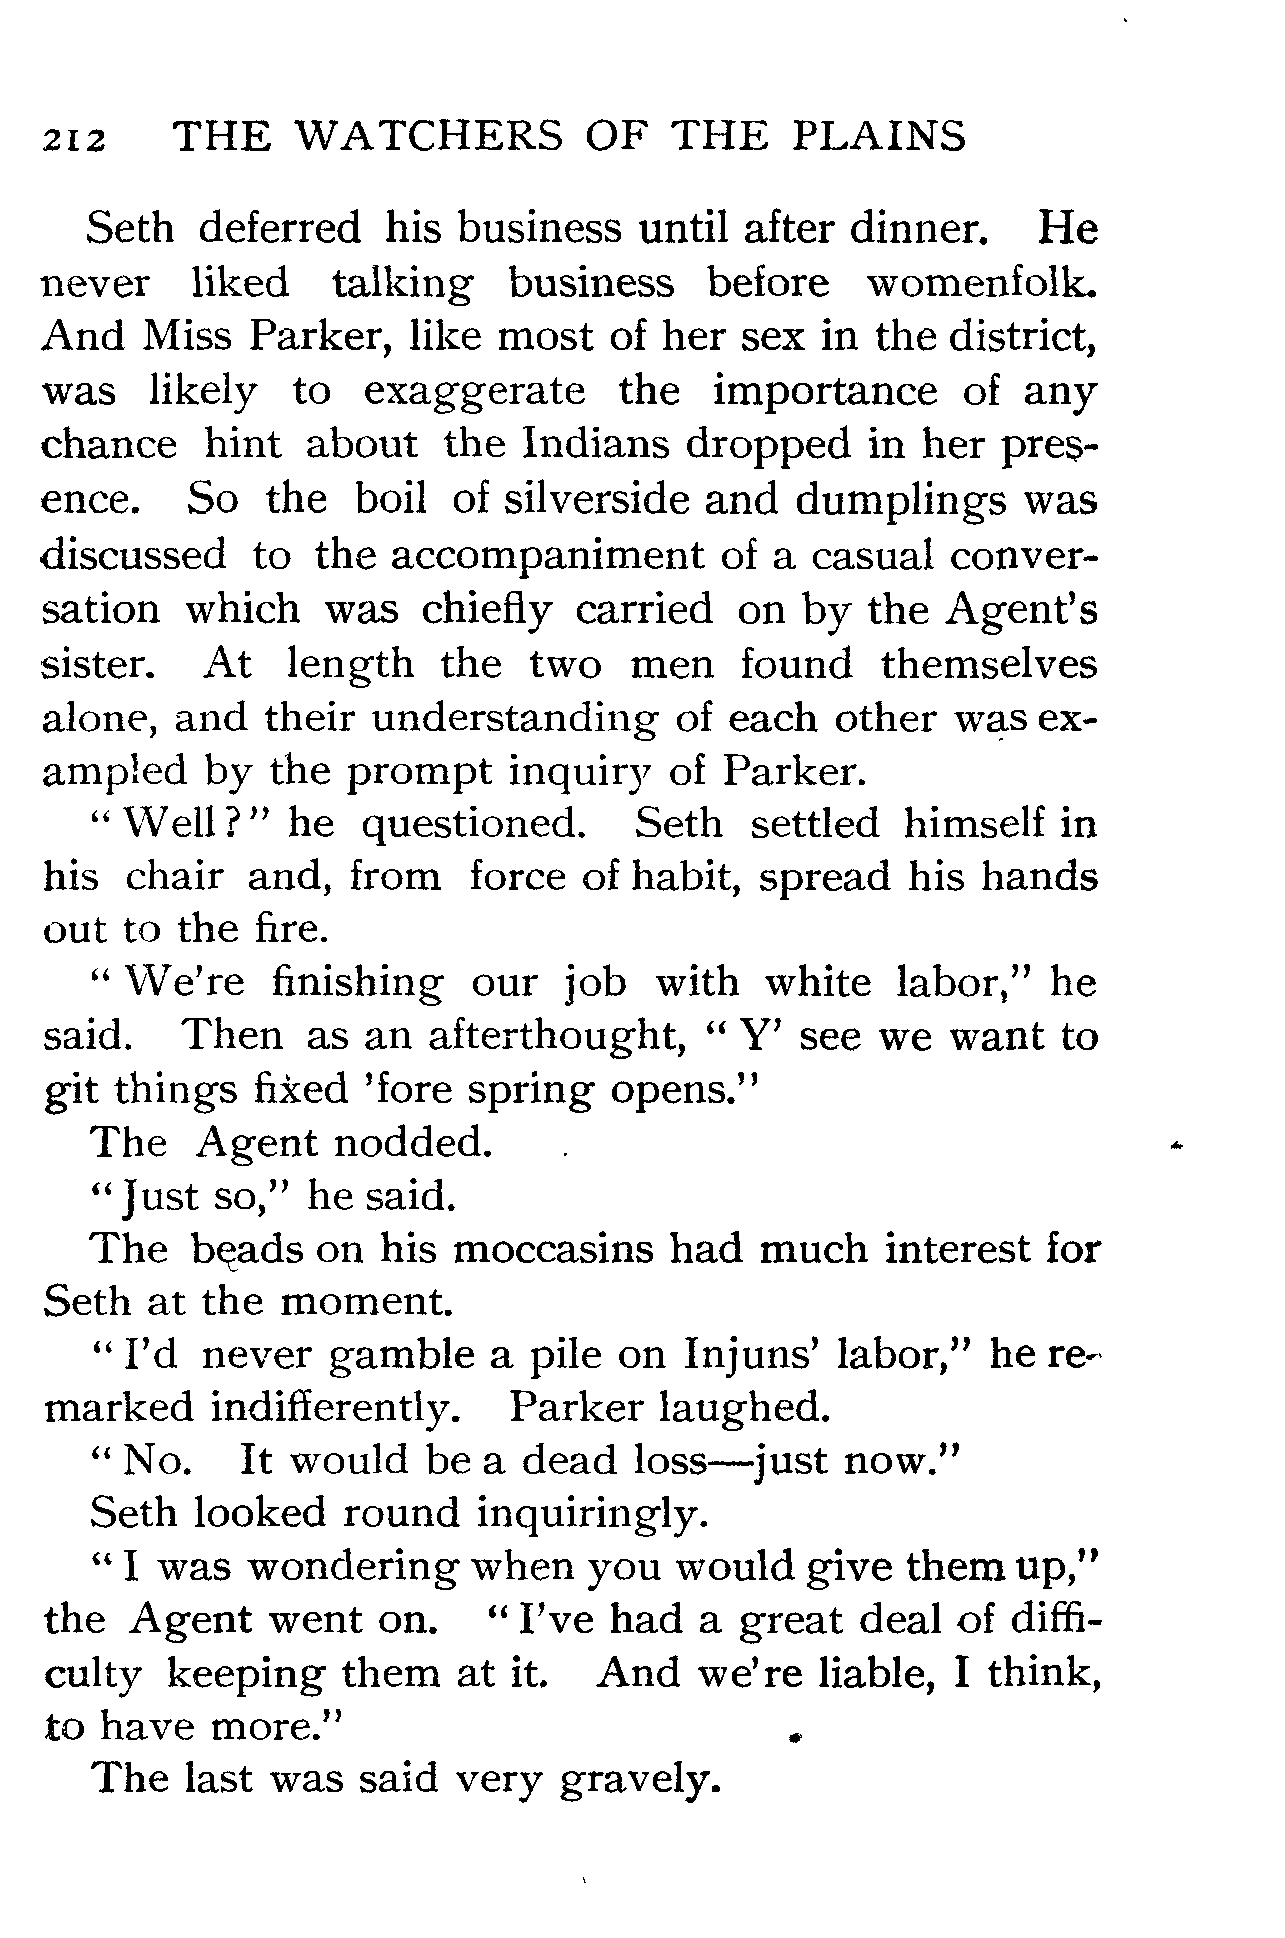 212 THE WATCHERS OF THE PLAINS
Seth deferred his business until after dinner. He
never liked talking business before womenfolk.
And Miss Parker, like most of her sex in the district,
was likely to exaggerate the importance of any
chance hint about the Indians dropped in her pres-
ence. So the boil of silverside and dumplings was
discussed to the accompaniment of a casual conver-
sation which was chiefly carried on by the Agent's
sister. At length the two men found themselves
alone, and their understanding of each other was ex-
ampled by the prompt inquiry of Parker.
"Well?" he questioned. Seth settled himself in
his chair and, from force of habit, spread his hands
out to the fire.
"We're finishing our job with white labor," he
said. Then as an afterthought, "Y' see we want to
git things fixed 'fore spring opens."
The Agent nodded.
"Just so," he said.
The beads on his moccasins had much interest for
Seth at the moment.
"I'd never gamble a pile on Injuns' labor," he re-
marked indifferently. Parker laughed.
"No. It would be a dead loss—just now."
Seth looked round inquiringly.
"I was wondering when you would give them up,"
the Agent went on. "I've had a great deal of diffi-
culty keeping them at it. And we're liable, I think,
to have more."
The last was said very gravely.